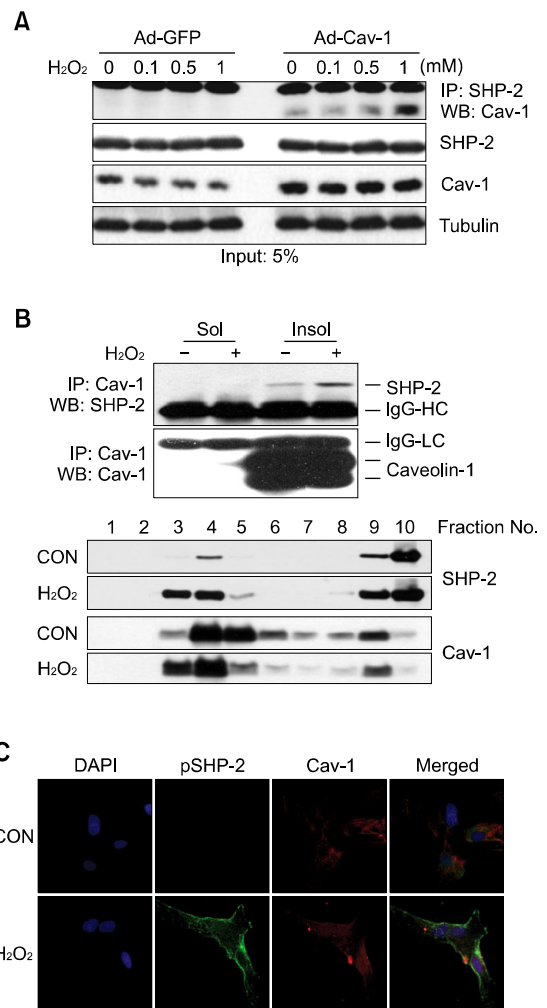 A
Ad-GFP Ad-Cav-1
H₂O₂ 0 0.1 0.5 1 0 0.1 0.5 1 (mM)
IP: SHP-2
WB: Cav-1
SHP-2
Cav-1
Tubulin
Input: 5%
B
Sol Insol
H₂O₂ − + − +
IP: Cav-1
WB: SHP-2
SHP-2
IgG-HC
IP: Cav-1
WB: Cav-1
IgG-LC
Caveolin-1
1 2 3 4 5 6 7 8 9 10 Fraction No.
CON
H₂O₂
SHP-2
CON
H₂O₂
Cav-1
C
DAPI pSHP-2 Cav-1 Merged
CON
H₂O₂